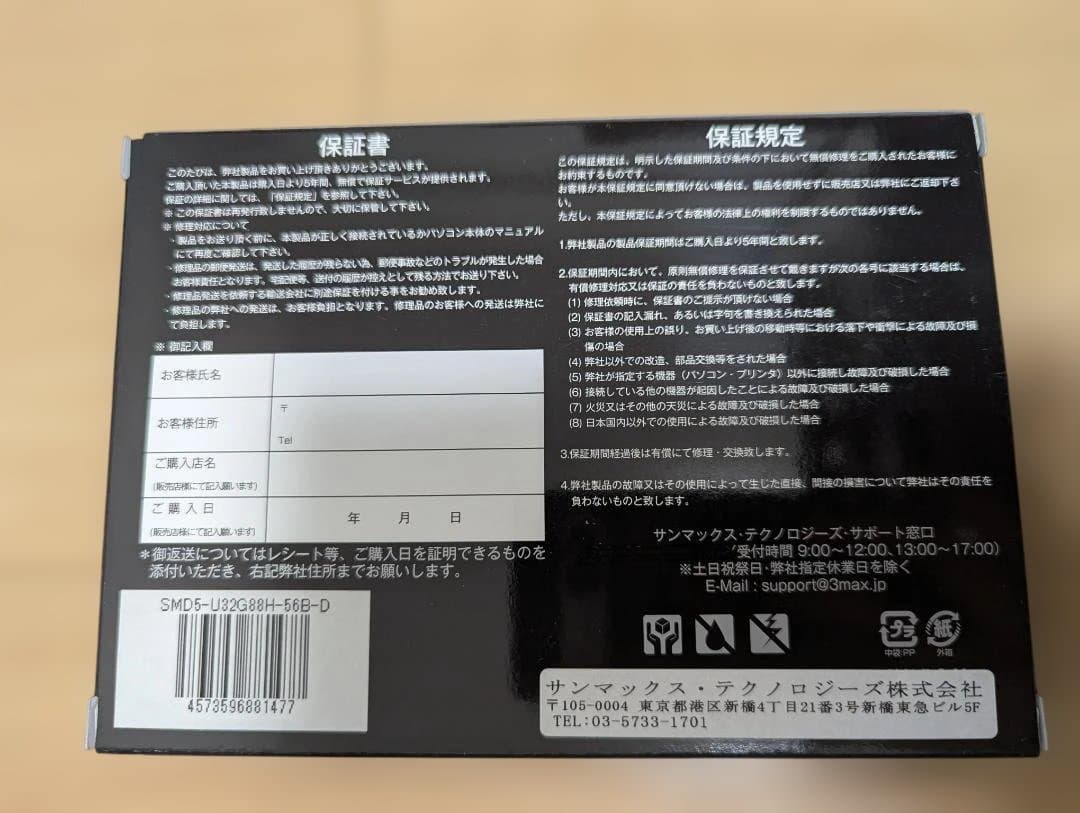 保証書
このたびは、弊社製品をお買い上げ頂きありがとうございます。
ご購入頂いた本製品は購入日より5年間、無償で保証サービスが提供されます。
保証の詳細に関しては、「保証規定」を参照して下さい。
※ この保証書は再発行致しませんので、大切に保管して下さい。
※ 修理対応について
・製品をお送り頂く前に、本製品が正しく接続されているかパソコン本体のマニュアル
にて再度ご確認して下さい。
・修理品の郵便発送は、発送した履歴が残らない為、郵便事故などのトラブルが発生した場合
お客様責任となります。宅配便等、送付の履歴が控えとして残る方法でお送り下さい。
・修理品発送を依頼する輸送会社に別途保証を付ける事をお勧め致します。
・修理品の弊社への発送は、お客様負担となります。修理品のお客様への発送は弊社に
て負担します。
※ 御記入欄
お客様氏名
お客様住所
〒
Tel
ご購入店名
(販売店様にて記入願います)
ご購入日
(販売店様にて記入願います)
年 月 日
*御返送についてはレシート等、ご購入日を証明できるものを
添付いただき、右記弊社住所までお願いします。
SMD5-U32G88H-56B-D
4573596881477
保証規定
この保証規定は、明示した保証期間及び条件の下において無償修理をご購入されたお客様に
お約束するものです。
お客様が本保証規定に同意頂けない場合は、製品を使用せずに販売店又は弊社にご返却下さ
い。
ただし、本保証規定によってお客様の法律上の権利を制限するものではありません。
1.弊社製品の製品保証期間はご購入日より5年間と致します。
2.保証期間内において、原則無償修理を保証させて戴きますが次の各号に該当する場合は、
有償修理対応又は保証の責任を負わないものと致します。
(1) 修理依頼時に、保証書のご提示が頂けない場合
(2) 保証書の記入漏れ、あるいは字句を書き換えられた場合
(3) お客様の使用上の誤り、お買い上げ後の移動時等における落下や衝撃による故障及び損
傷の場合
(4) 弊社以外での改造、部品交換等をされた場合
(5) 弊社が指定する機器（パソコン・プリンタ）以外に接続し故障及び破損した場合
(6) 接続している他の機器が起因したことによる故障及び破損した場合
(7) 火災又はその他の天災による故障及び破損した場合
(8) 日本国内以外での使用による故障及び破損した場合
3.保証期間経過後は有償にて修理・交換致します。
4.弊社製品の故障又はその使用によって生じた直接、間接の損害について弊社はその責任を
負わないものと致します。
サンマックス・テクノロジーズ・サポート窓口
受付時間 9:00～12:00、13:00～17:00)
※土日祝祭日・弊社指定休業日を除く
E-Mail : support@3max.jp
プラ
中袋:PP
紙
外箱
サンマックス・テクノロジーズ株式会社
〒105-0004 東京都港区新橋4丁目21番3号新橋東急ビル5F
TEL:03-5733-1701